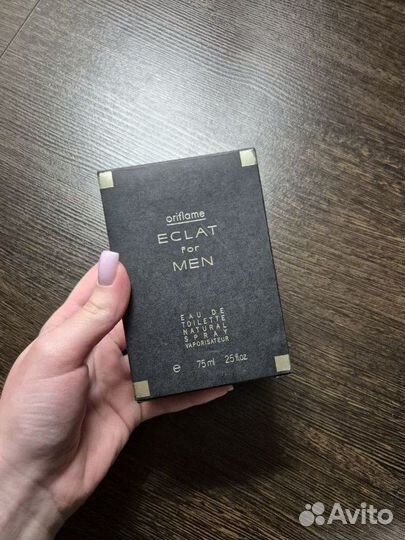 oriflame
ECLAT
for
MEN
EAU DE
TOILETTE
NATURAL
SPRAY
VAPORISATEUR
℮ 75 ml 2.5 fl.oz
Avito